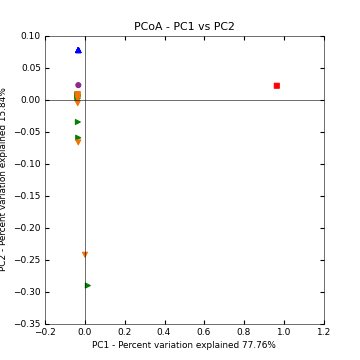 PCoA - PC1 vs PC2
0.10
0.05
0.00
−0.05
−0.10
−0.15
−0.20
−0.25
−0.30
−0.35
PC2 - Percent variation explained 15.84%
−0.2 0.0 0.2 0.4 0.6 0.8 1.0 1.2
PC1 - Percent variation explained 77.76%